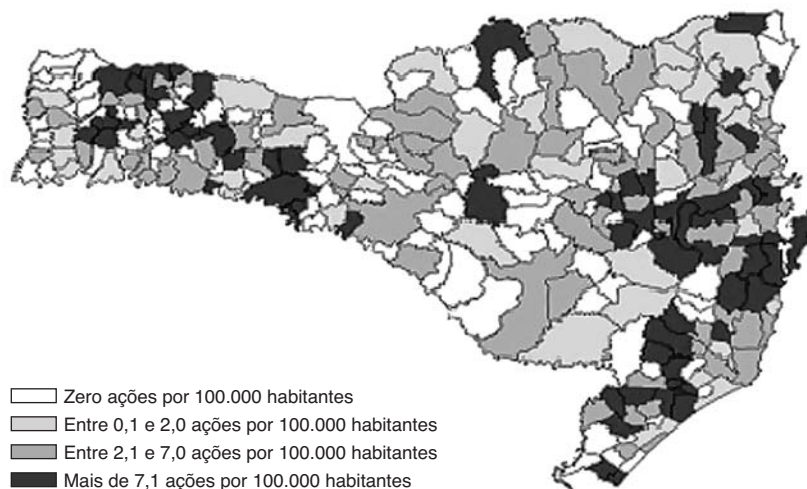 Zero ações por 100.000 habitantes
Entre 0,1 e 2,0 ações por 100.000 habitantes
Entre 2,1 e 7,0 ações por 100.000 habitantes
Mais de 7,1 ações por 100.000 habitantes